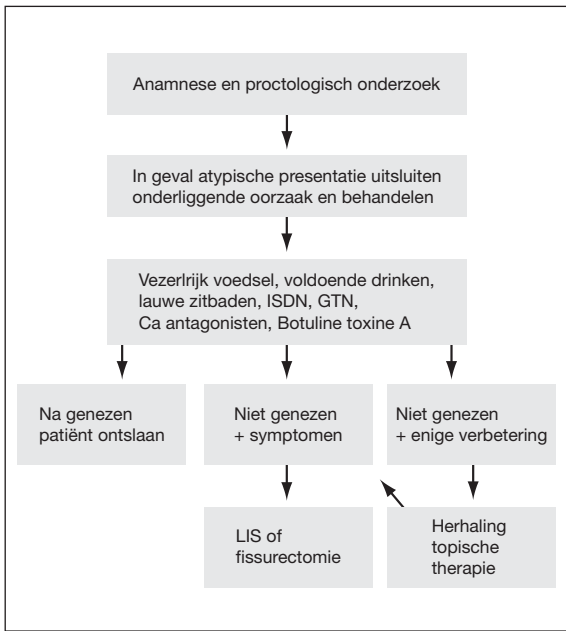 Anamnese en proctologisch onderzoek
In geval atypische presentatie uitsluiten
onderliggende oorzaak en behandelen
Vezerlrijk voedsel, voldoende drinken,
lauwe zitbaden, ISDN, GTN,
Ca antagonisten, Botuline toxine A
Na genezen
patiënt ontslaan
Niet genezen
+ symptomen
Niet genezen
+ enige verbetering
LIS of
fissurectomie
Herhaling
topische
therapie